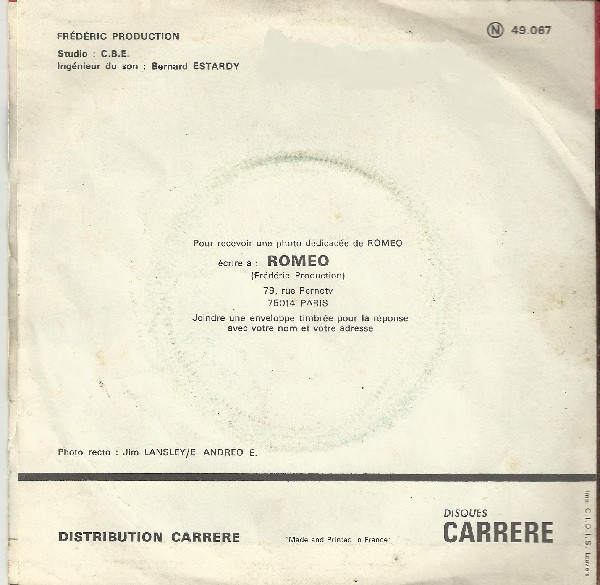 FRÉDÉRIC PRODUCTION
Studio : C.B.E.
Ingénieur du son : Bernard ESTARDY
N 49.067
Pour recevoir une photo dedicacée de ROMEO
écrire à : ROMEO
(Frédéric Production)
79, rue Pernety
75014 PARIS
Joindre une enveloppe timbrée pour la réponse
avec votre nom et votre adresse
Photo recto : Jim LANSLEY/E. ANDREO E.
DISTRIBUTION CARRERE
"Made and Printed in France"
DISQUES
CARRERE
Imp. C.I.D.I.S.